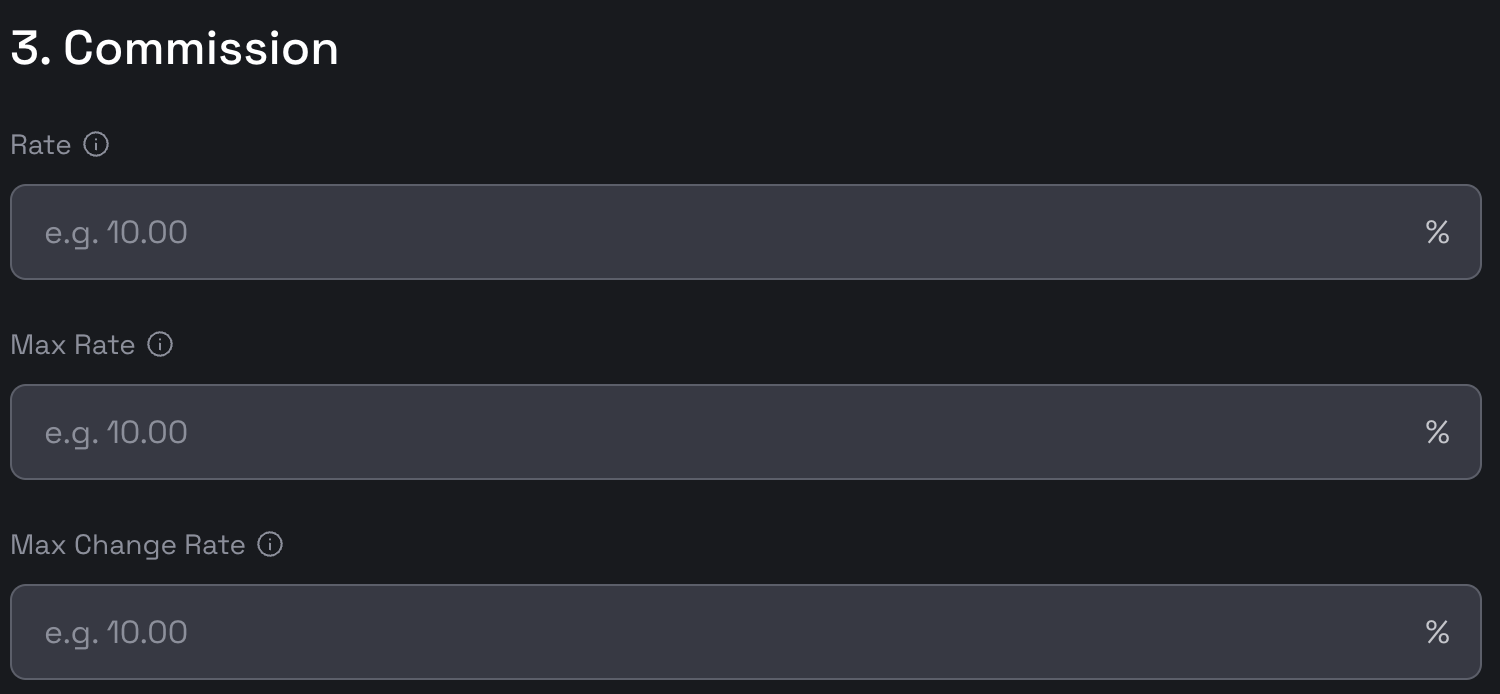 3. Commission
Rate
e.g. 10.00 %
Max Rate
e.g. 10.00 %
Max Change Rate
e.g. 10.00 %